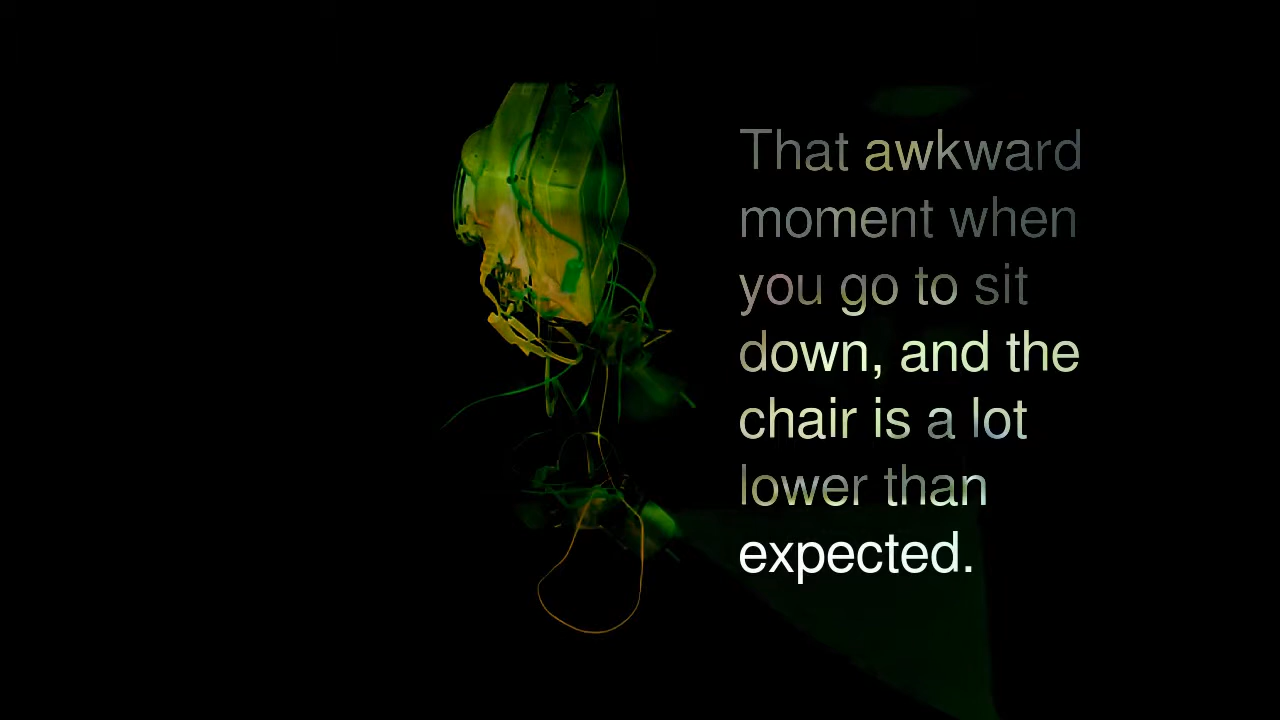 That awkward
moment when
you go to sit
down, and the
chair is a lot
lower than
expected.